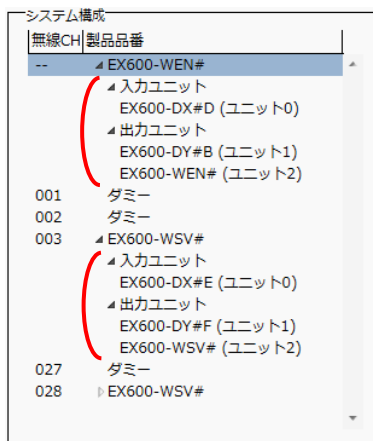 システム構成
無線CH 製品品番
-- EX600-WEN#
入力ユニット
EX600-DX#D (ユニット0)
出力ユニット
EX600-DY#B (ユニット1)
EX600-WEN# (ユニット2)
001 ダミー
002 ダミー
003 EX600-WSV#
入力ユニット
EX600-DX#E (ユニット0)
出力ユニット
EX600-DY#F (ユニット1)
EX600-WSV# (ユニット2)
027 ダミー
028 EX600-WSV#